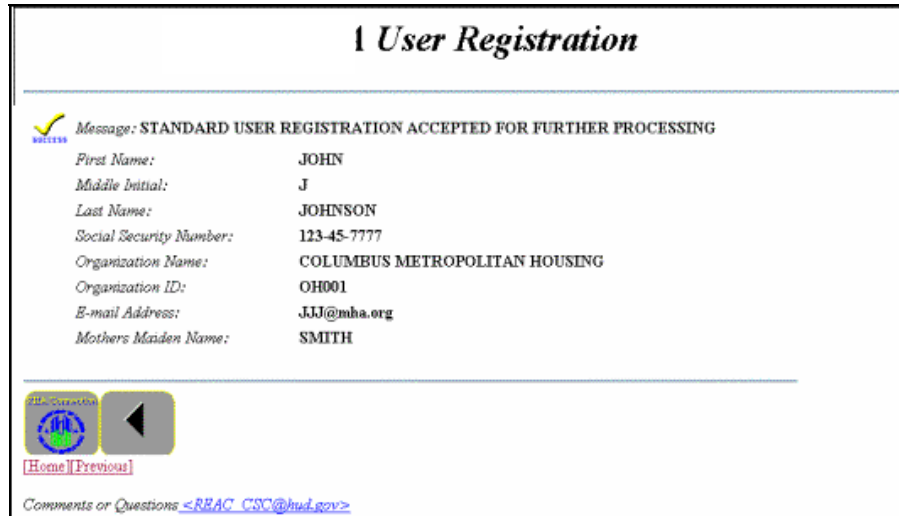 User Registration
SUCCESS
Message: STANDARD USER REGISTRATION ACCEPTED FOR FURTHER PROCESSING
First Name: JOHN
Middle Initial: J
Last Name: JOHNSON
Social Security Number: 123-45-7777
Organization Name: COLUMBUS METROPOLITAN HOUSING
Organization ID: OH001
E-mail Address: JJJ@mha.org
Mothers Maiden Name: SMITH
[Home][Previous]
Comments or Questions <REAC_CSC@hud.gov>